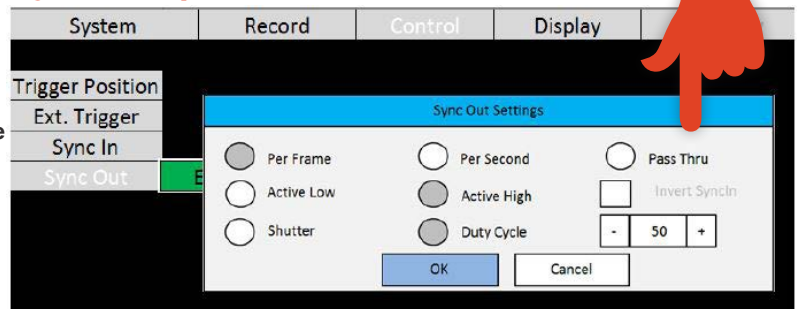 System Record Control Display
Trigger Position
Ext. Trigger
Sync In
Sync Out
Sync Out Settings
Per Frame Per Second Pass Thru
Active Low Active High Invert SyncIn
Shutter Duty Cycle - 50 +
OK Cancel